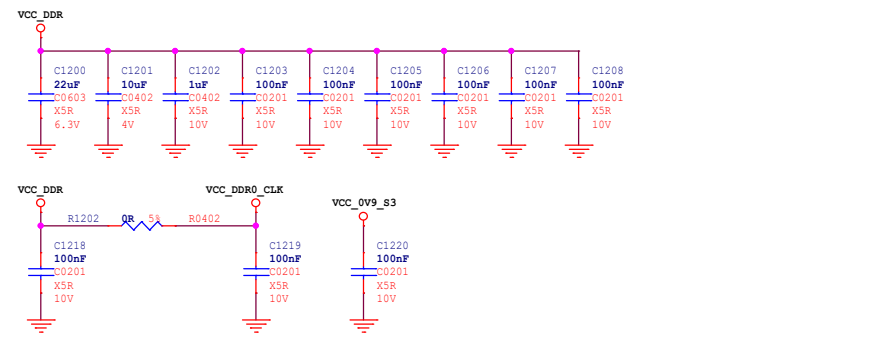 VCC_DDR
C1200 C1201 C1202 C1203 C1204 C1205 C1206 C1207 C1208
22uF 10uF 1uF 100nF 100nF 100nF 100nF 100nF 100nF
C0603 C0402 C0402 C0201 C0201 C0201 C0201 C0201 C0201
X5R X5R X5R X5R X5R X5R X5R X5R X5R
6.3V 4V 10V 10V 10V 10V 10V 10V 10V
VCC_DDR VCC_DDR0_CLK
VCC_0V9_S3
R1202 0R 5% R0402
C1218 C1219 C1220
100nF 100nF 100nF
C0201 C0201 C0201
X5R X5R X5R
10V 10V 10V